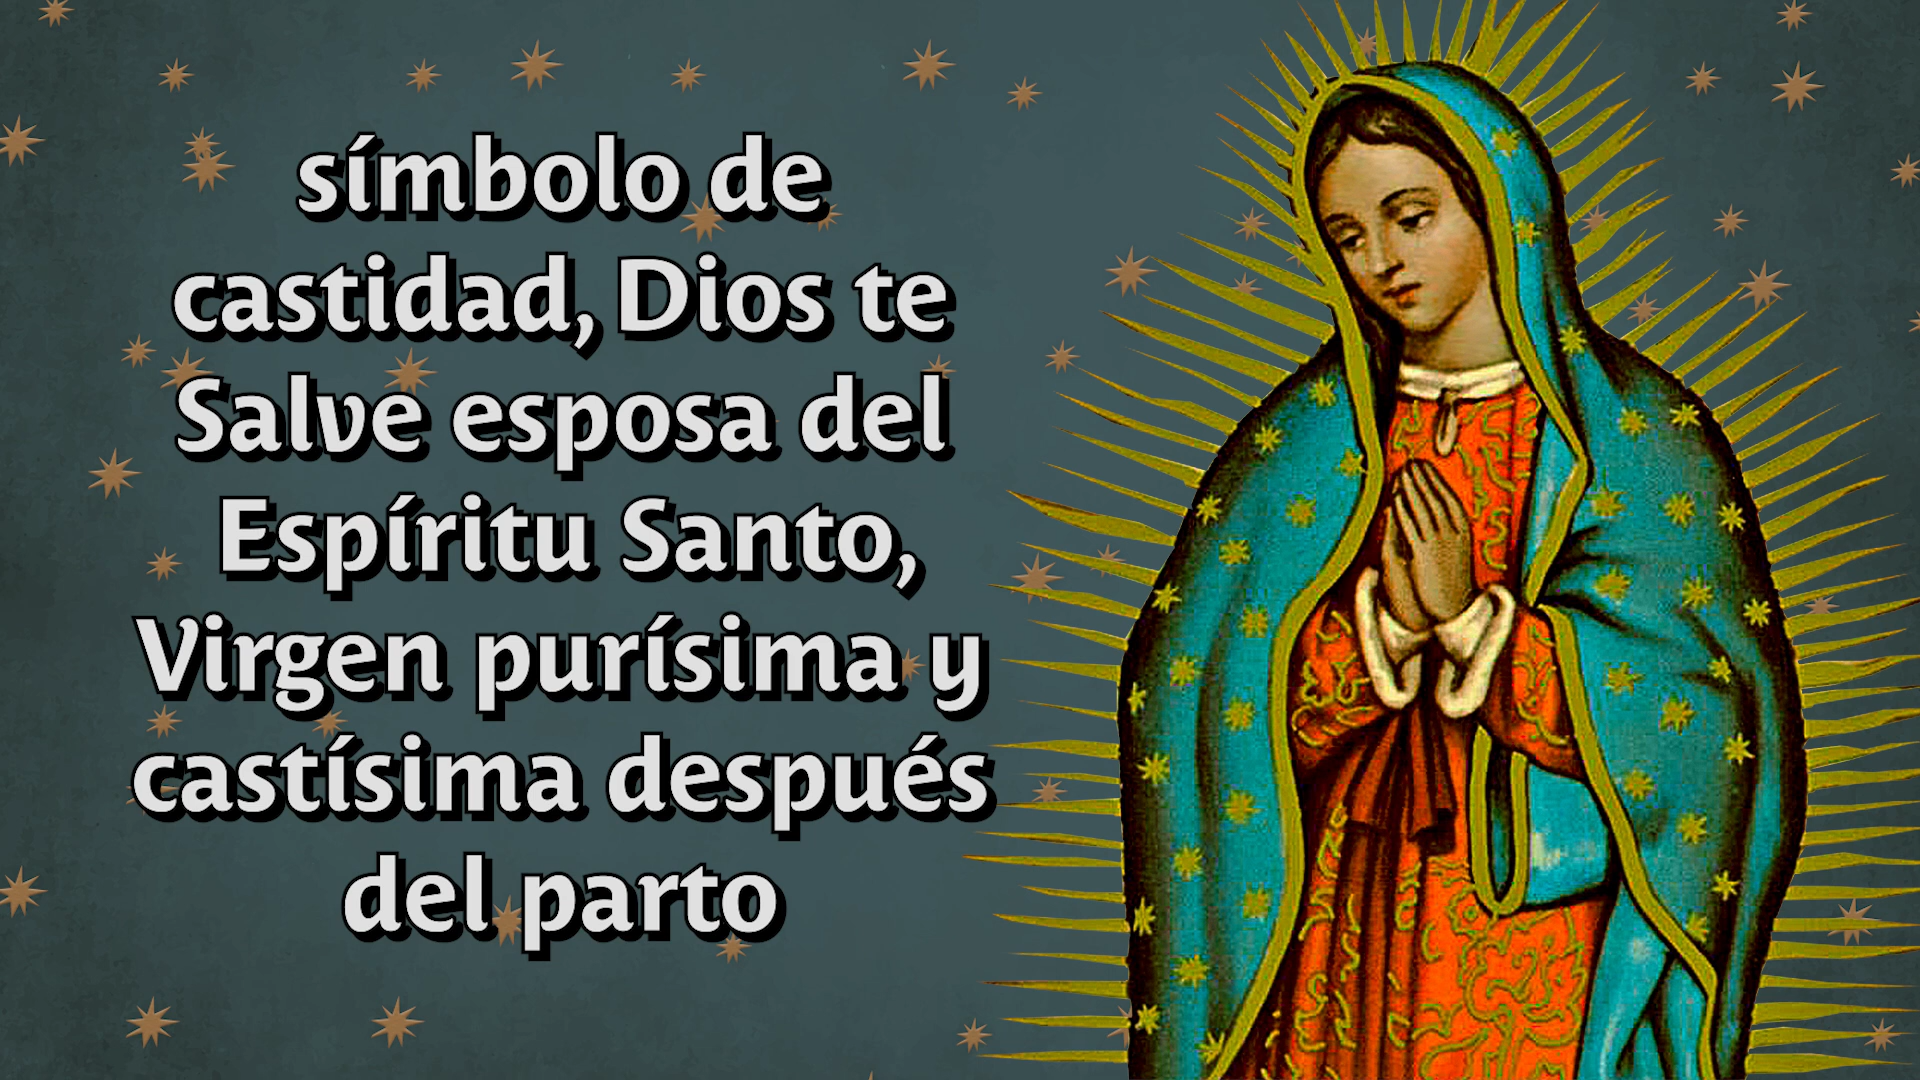 símbolo de
castidad, Dios te
Salve esposa del
Espíritu Santo,
Virgen purísima y
castísima después
del parto